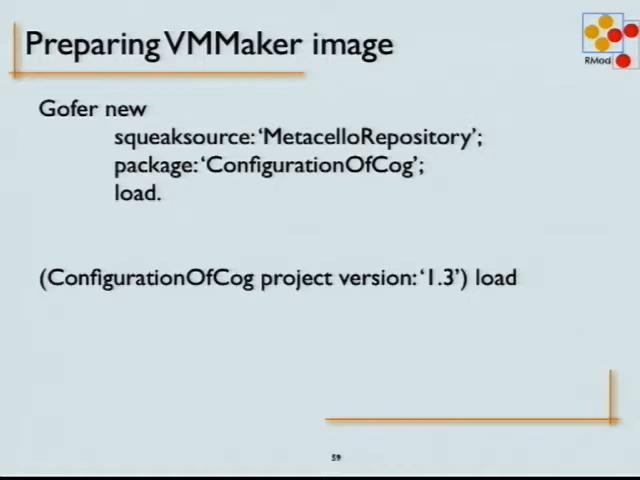 Preparing VMMaker image
RMod
Gofer new
squeaksource: ‘MetacelloRepository’;
package: ‘ConfigurationOfCog’;
load.
(ConfigurationOfCog project version: ‘1.3’) load
59